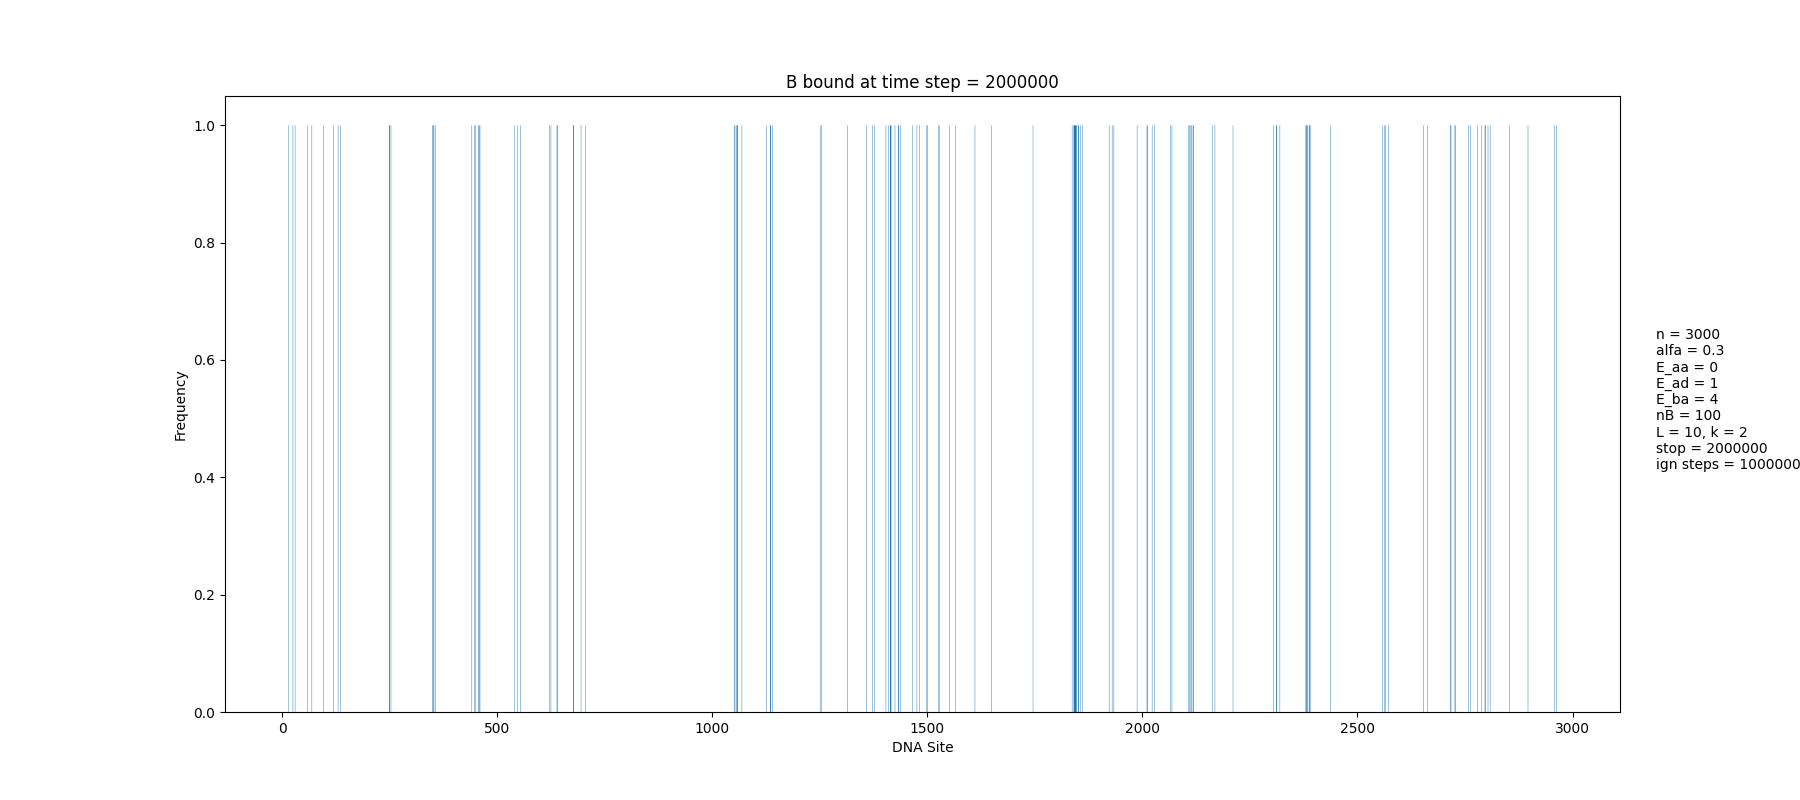 B bound at time step = 2000000
1.0
0.8
0.6
0.4
0.2
0.0
Frequency
0 500 1000 1500 2000 2500 3000
DNA Site
n = 3000
alfa = 0.3
E_aa = 0
E_ad = 1
E_ba = 4
nB = 100
L = 10, k = 2
stop = 2000000
ign steps = 1000000